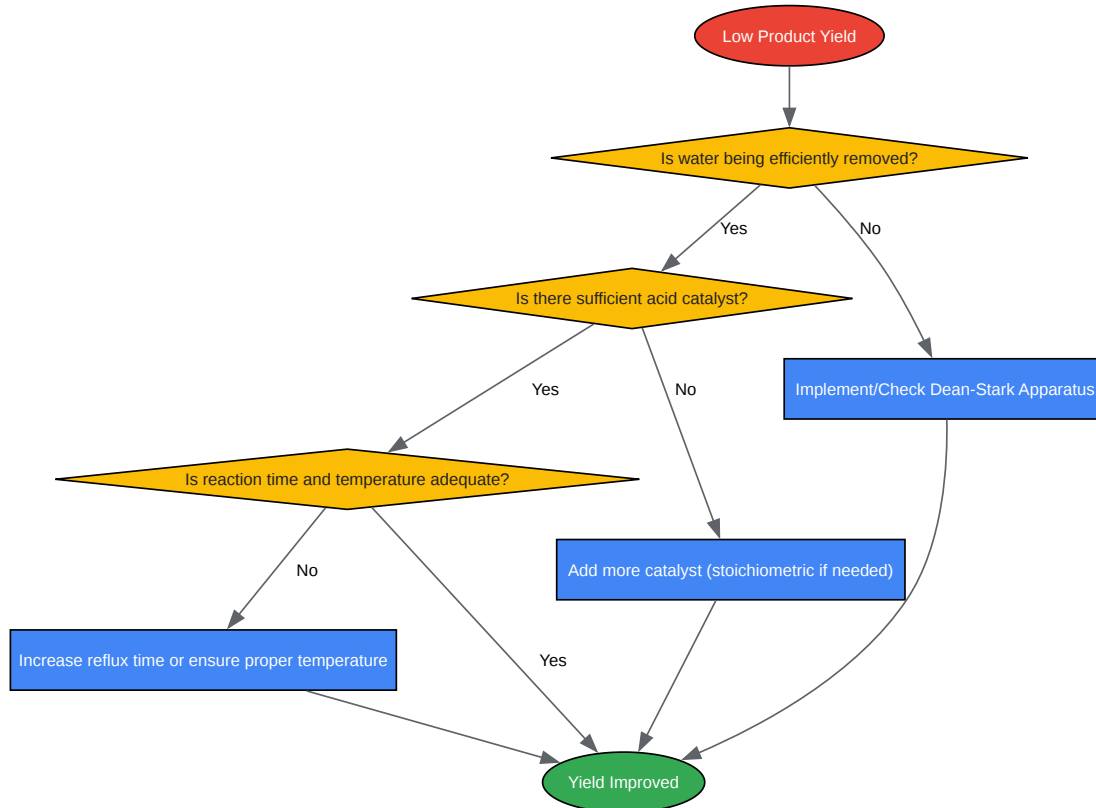 Low Product Yield
Is water being efficiently removed?
Yes
No
Is there sufficient acid catalyst?
Implement/Check Dean-Stark Apparatus
Yes
No
Is reaction time and temperature adequate?
No
Add more catalyst (stoichiometric if needed)
Yes
Increase reflux time or ensure proper temperature
Yield Improved